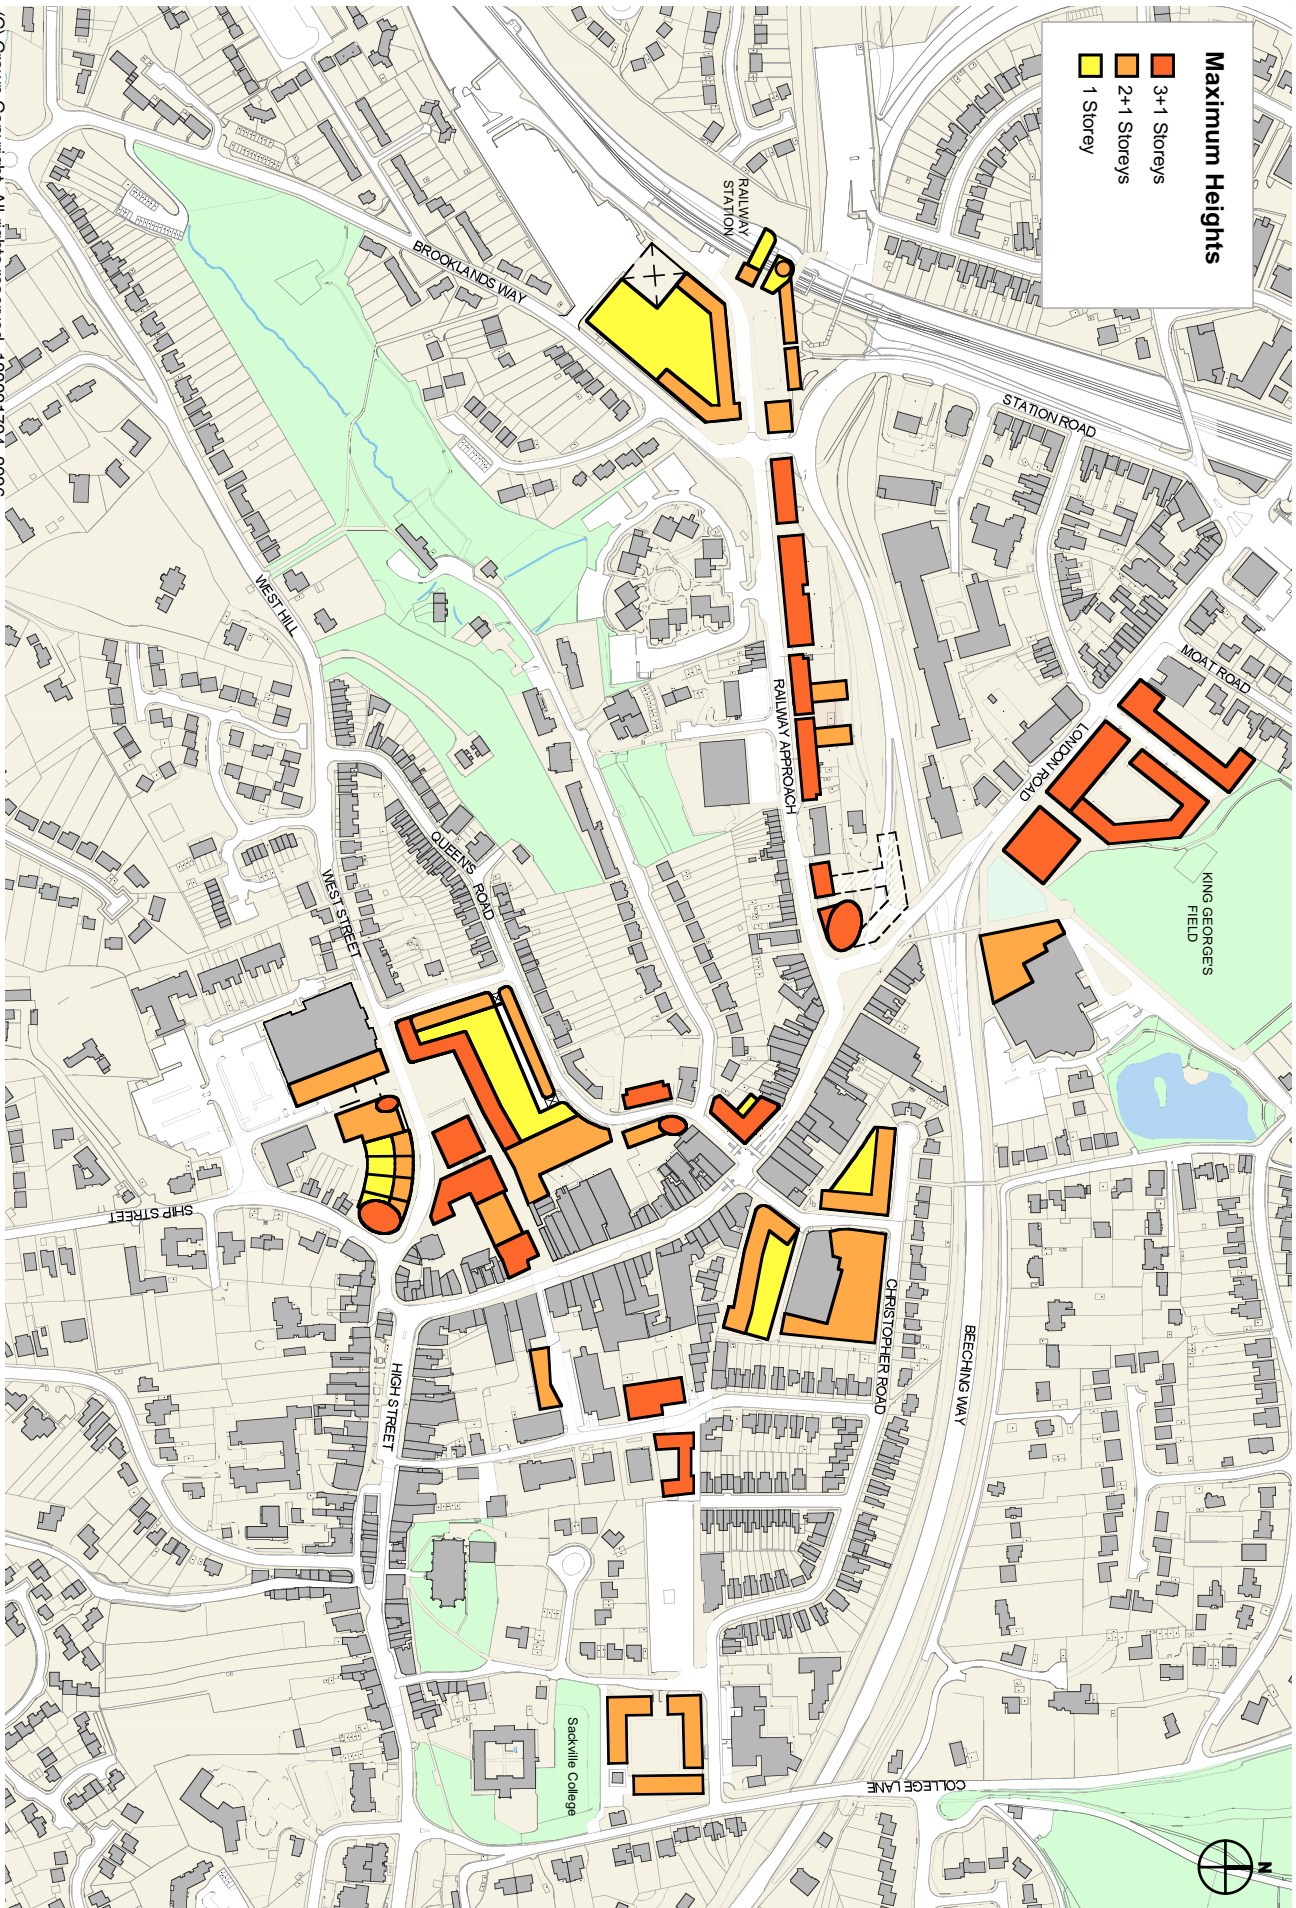 Maximum Heights
3+1 Storeys
2+1 Storeys
1 Storey
RAILWAY
STATION
BROOKLANDS WAY
STATION ROAD
MOAT ROAD
LONDON ROAD
KING GEORGE'S
FIELD
WEST HILL
RAILWAY APPROACH
QUEEN'S ROAD
WEST STREET
SHIP STREET
CHRISTOPHER ROAD
BEECHING WAY
HIGH STREET
Sackville College
COLLEGE LANE
N